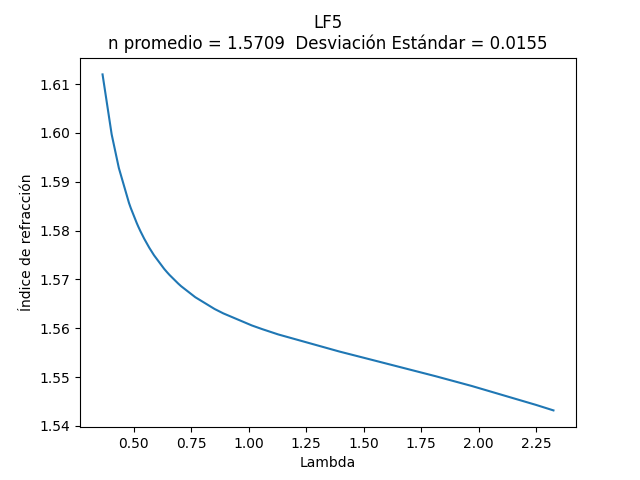 LF5
n promedio = 1.5709  Desviación Estándar = 0.0155
1.61
1.60
1.59
1.58
1.57
1.56
1.55
1.54
Índice de refracción
0.50 0.75 1.00 1.25 1.50 1.75 2.00 2.25
Lambda